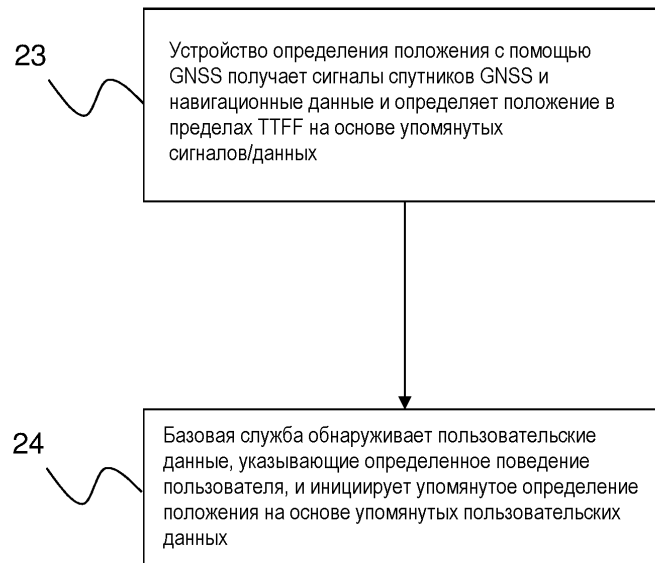 23
Устройство определения положения с помощью
GNSS получает сигналы спутников GNSS и
навигационные данные и определяет положение в
пределах TTFF на основе упомянутых
сигналов/данных
24
Базовая служба обнаруживает пользовательские
данные, указывающие определенное поведение
пользователя, и инициирует упомянутое определение
положения на основе упомянутых пользовательских
данных